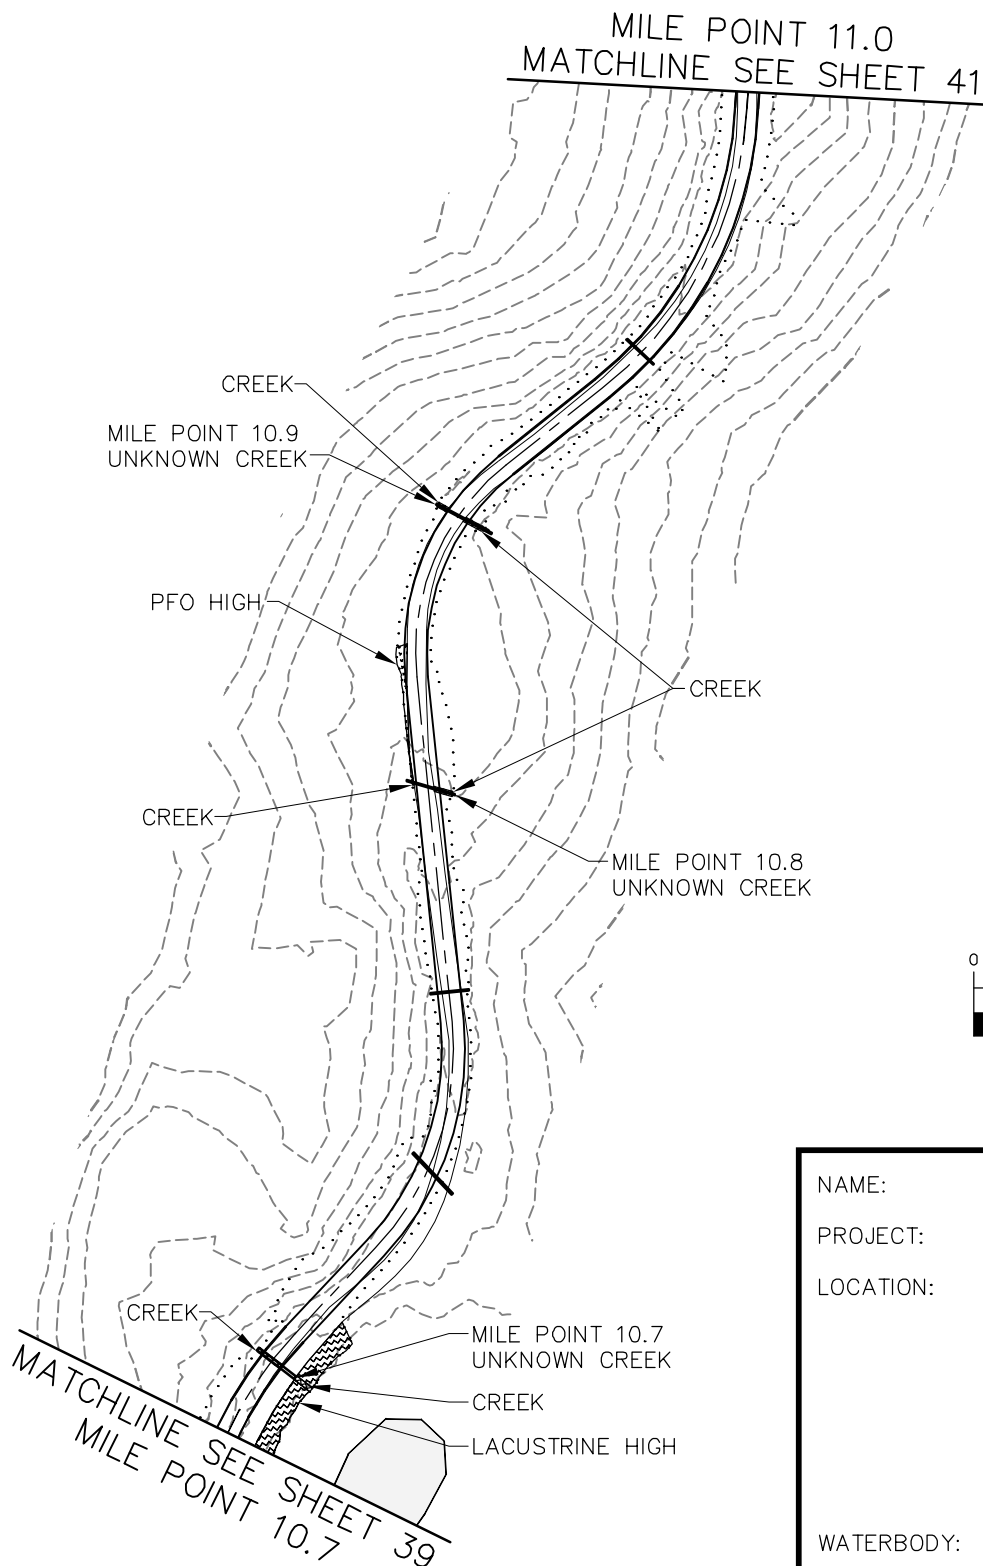 MILE POINT 11.0
MATCHLINE SEE SHEET 41
CREEK
MILE POINT 10.9
UNKNOWN CREEK
PFO HIGH
CREEK
CREEK
MILE POINT 10.8
UNKNOWN CREEK
0
NAME:
PROJECT:
LOCATION:
CREEK
MILE POINT 10.7
UNKNOWN CREEK
CREEK
LACUSTRINE HIGH
MATCHLINE SEE SHEET 39
MILE POINT 10.7
WATERBODY: